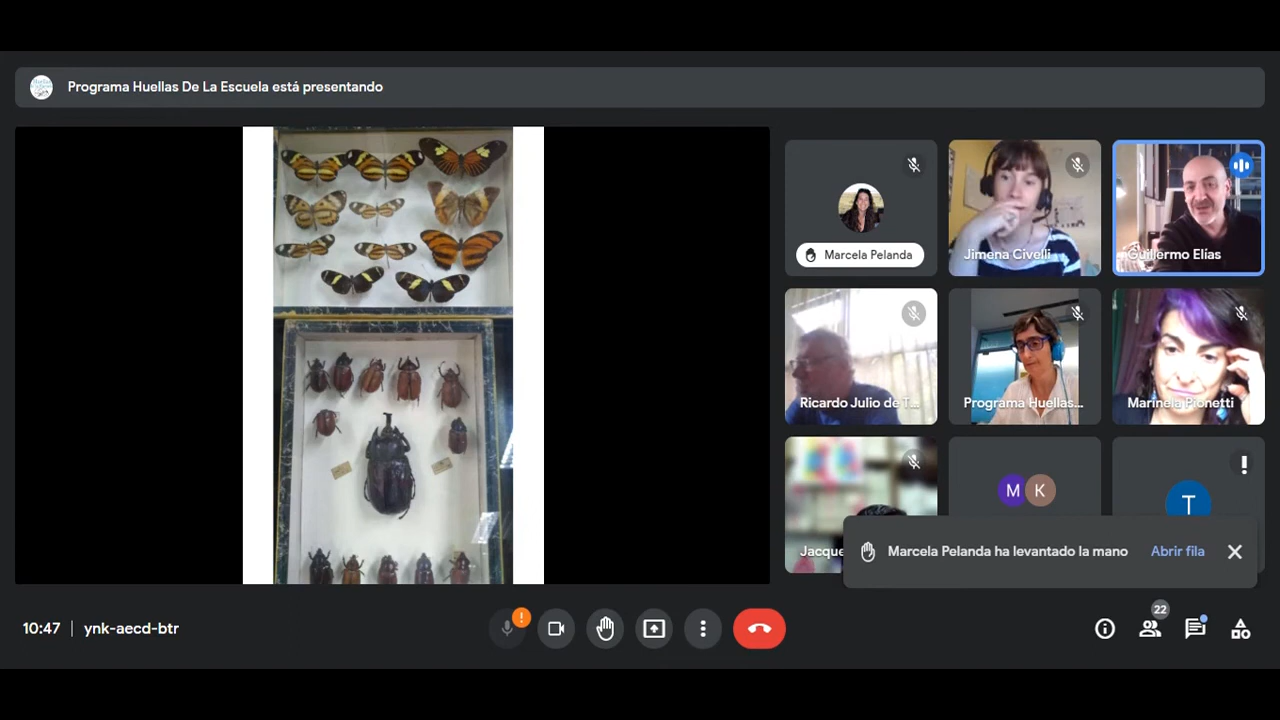 Programa Huellas De La Escuela está presentando
Marcela Pelanda
Jimena Civelli
Guillermo Elías
Ricardo Julio de T...
Programa Huellas...
Marinela Pionetti
M
K
T
Jacque
Marcela Pelanda ha levantado la mano
Abrir fila
10:47
ynk-aecd-btr
22